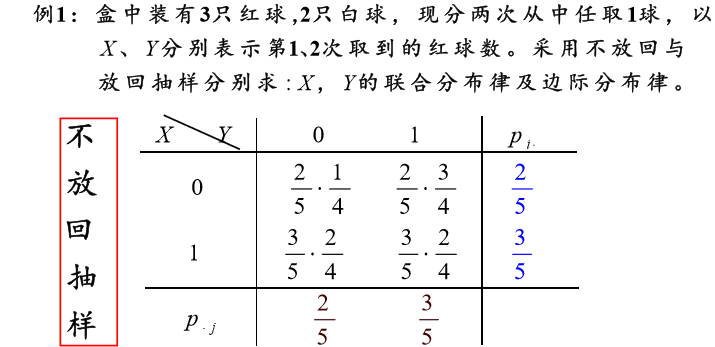 例1：盒中装有3只红球,2只白球，现分两次从中任取1球，以
X、Y分别表示第1、2次取到的红球数。采用不放回与
放回抽样分别求:X，Y的联合分布律及边际分布律。
不放回抽样
X Y 0 1 p i·
0 2/5 · 1/4 2/5 · 3/4 2/5
1 3/5 · 2/4 3/5 · 2/4 3/5
p ·j 2/5 3/5